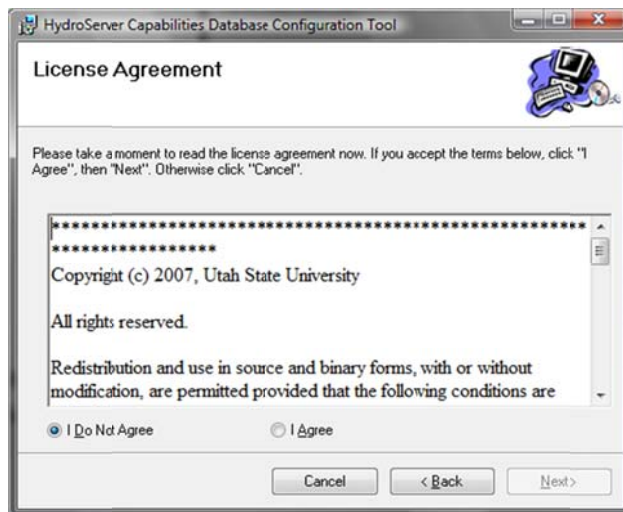 HydroServer Capabilities Database Configuration Tool
License Agreement
Please take a moment to read the license agreement now. If you accept the terms below, click "I
Agree", then "Next". Otherwise click "Cancel".
*******************************************************
*****************
Copyright (c) 2007, Utah State University
All rights reserved.
Redistribution and use in source and binary forms, with or without
modification, are permitted provided that the following conditions are
I Do Not Agree
I Agree
Cancel
< Back
Next >